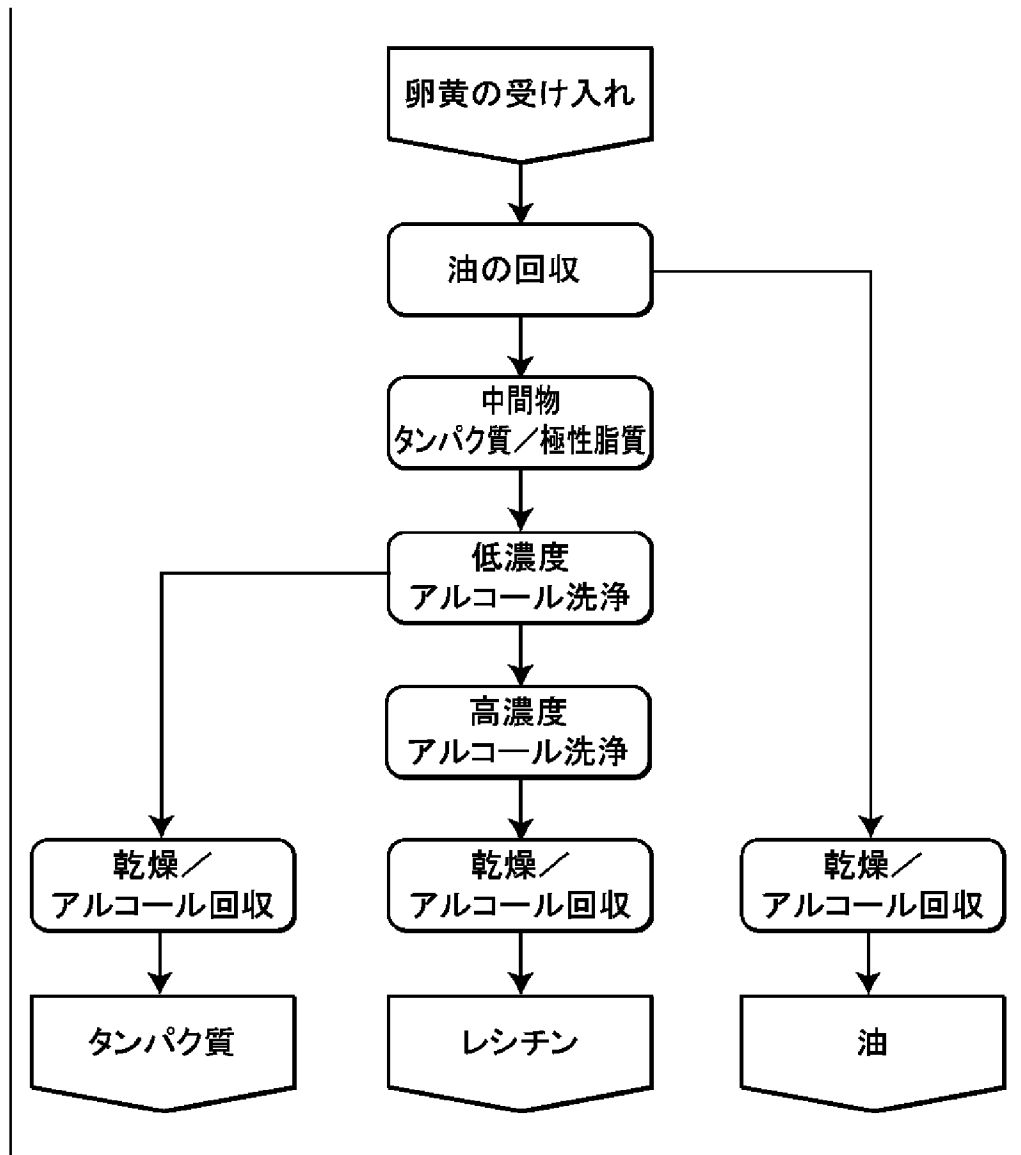 卵黄の受け入れ
油の回収
中間物
タンパク質／極性脂質
低濃度
アルコール洗浄
高濃度
アルコール洗浄
乾燥／
アルコール回収
乾燥／
アルコール回収
乾燥／
アルコール回収
タンパク質
レシチン
油